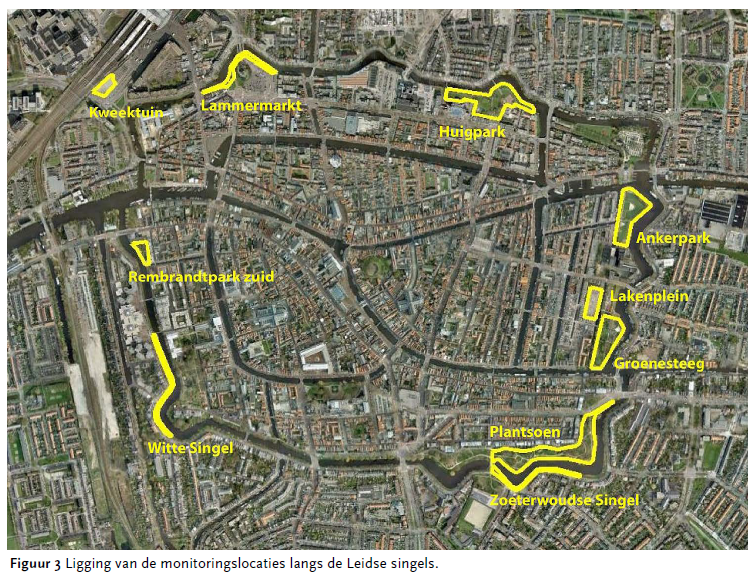 Kweektuin
Lammermarkt
Huigpark
Ankerpark
Rembrandtpark zuid
Lakenplein
Groenesteeg
Plantsoen
Witte Singel
Zoeterwoudse Singel
Figuur 3 Ligging van de monitoringslocaties langs de Leidse singels.